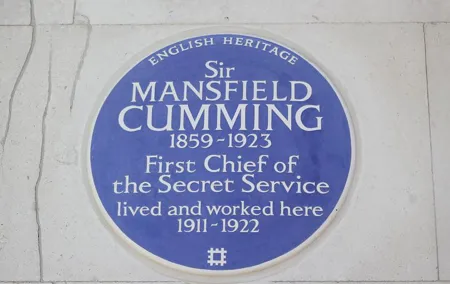 ENGLISH HERITAGE
Sir
MANSFIELD
CUMMING
1859-1923
First Chief of
the Secret Service
lived and worked here
1911-1922